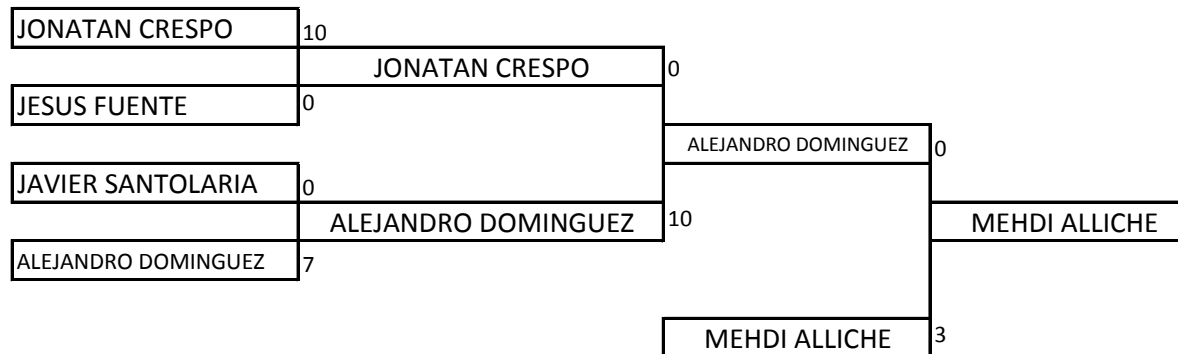 JONATAN CRESPO 10
JONATAN CRESPO 0
JESUS FUENTE 0
ALEJANDRO DOMINGUEZ 0
JAVIER SANTOLARIA 0
ALEJANDRO DOMINGUEZ 10 MEHDI ALLICHE
ALEJANDRO DOMINGUEZ 7
MEHDI ALLICHE 3